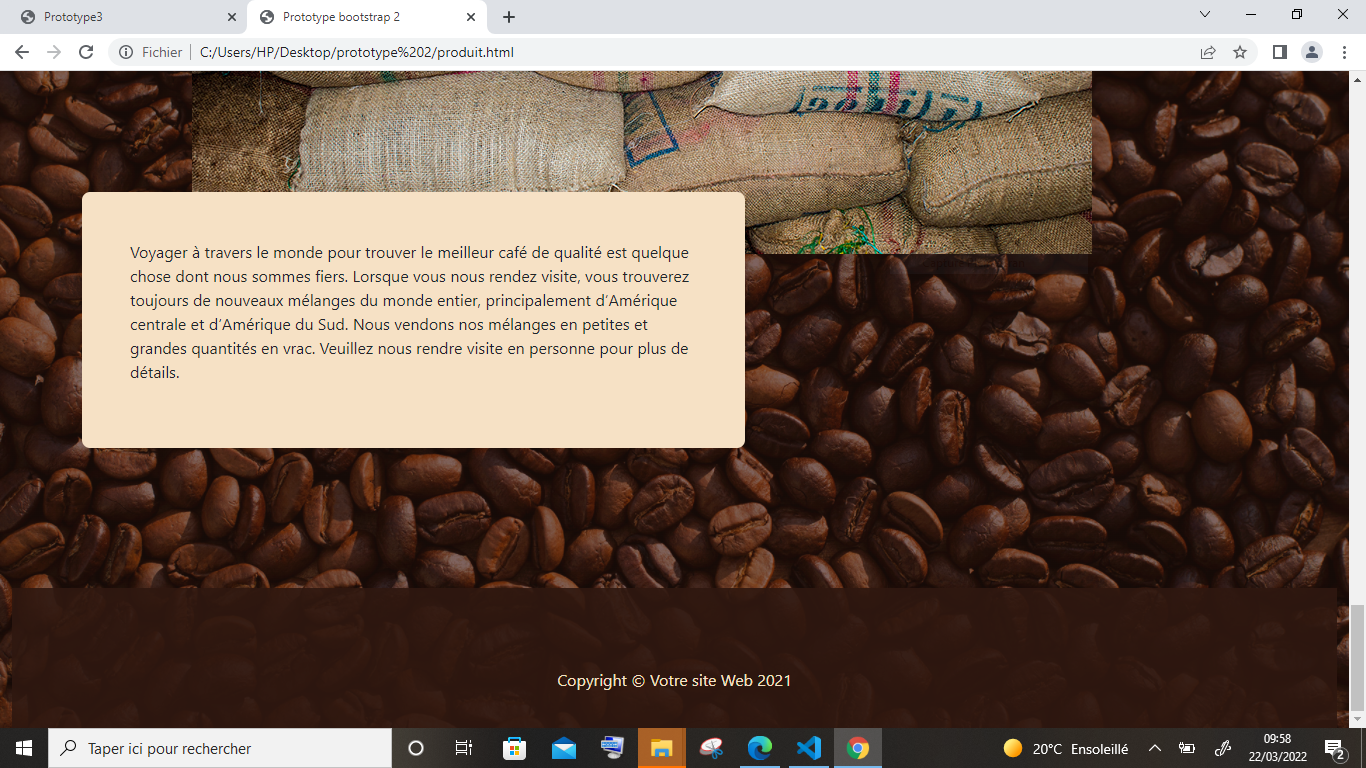 Prototype3
Prototype bootstrap 2
Fichier
C:/Users/HP/Desktop/prototype%202/produit.html
Voyager à travers le monde pour trouver le meilleur café de qualité est quelque
chose dont nous sommes fiers. Lorsque vous nous rendez visite, vous trouverez
toujours de nouveaux mélanges du monde entier, principalement d'Amérique
centrale et d'Amérique du Sud. Nous vendons nos mélanges en petites et
grandes quantités en vrac. Veuillez nous rendre visite en personne pour plus de
détails.
Copyright © Votre site Web 2021
Taper ici pour rechercher
20°C Ensoleillé
09:58
22/03/2022
2